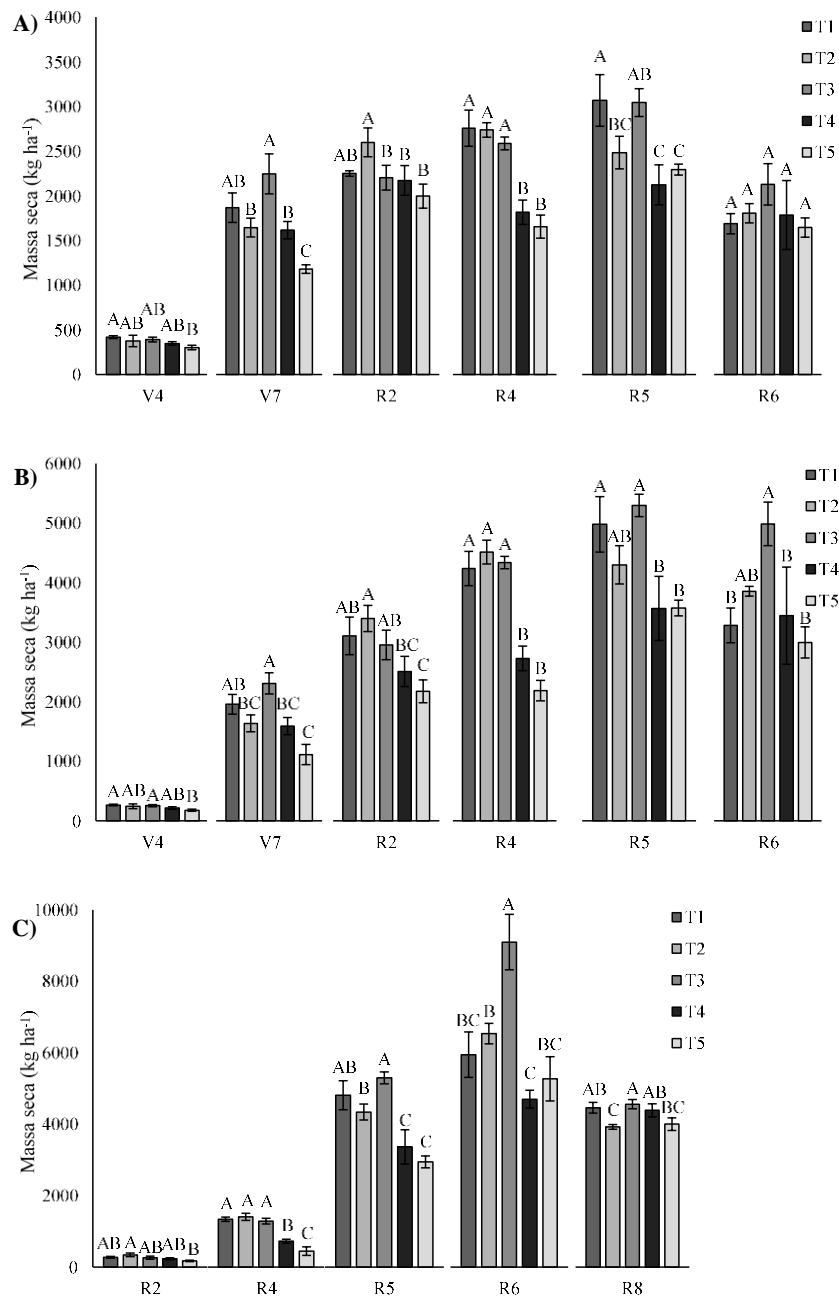 A)
Massa seca (kg ha⁻¹)
4000
3500
3000
2500
2000
1500
1000
500
0
A AB AB AB B
AB B A B C
AB A B B B
A A A B B
A BC AB C C
A A A A A
V4 V7 R2 R4 R5 R6
T1
T2
T3
T4
T5
B)
Massa seca (kg ha⁻¹)
6000
5000
4000
3000
2000
1000
0
A AB A AB B
AB BC A BC C
AB A AB BC C
A A A B B
A AB A B B
B AB A B B
V4 V7 R2 R4 R5 R6
T1
T2
T3
T4
T5
C)
Massa seca (kg ha⁻¹)
10000
8000
6000
4000
2000
0
AB A AB AB B
A A A B C
AB B A C C
BC B A C BC
AB C A AB BC
R2 R4 R5 R6 R8
T1
T2
T3
T4
T5